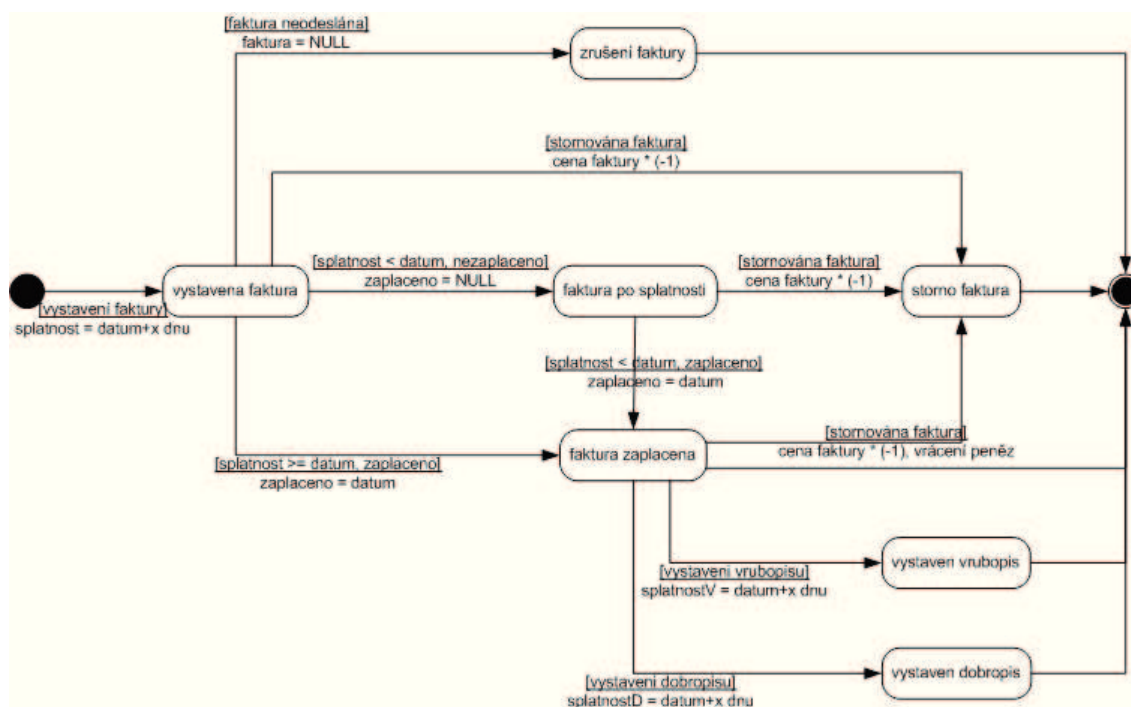 [faktura neodeslána]
faktura = NULL
zrušení faktury
[stornována faktura]
cena faktury * (-1)
[splatnost < datum, nezaplaceno]
zaplaceno = NULL
[stornována faktura]
cena faktury * (-1)
vystavena faktura
faktura po splatnosti
storno faktura
[vystavení faktury]
splatnost = datum+x dnu
[splatnost < datum, zaplaceno]
zaplaceno = datum
faktura zaplacena
[stornována faktura]
cena faktury * (-1), vrácení peněz
[splatnost >= datum, zaplaceno]
zaplaceno = datum
vystaven vrubopis
[vystaveni vrubopisu]
splatnostV = datum+x dnu
vystaven dobropis
[vystaveni dobropisu]
splatnostD = datum+x dnu